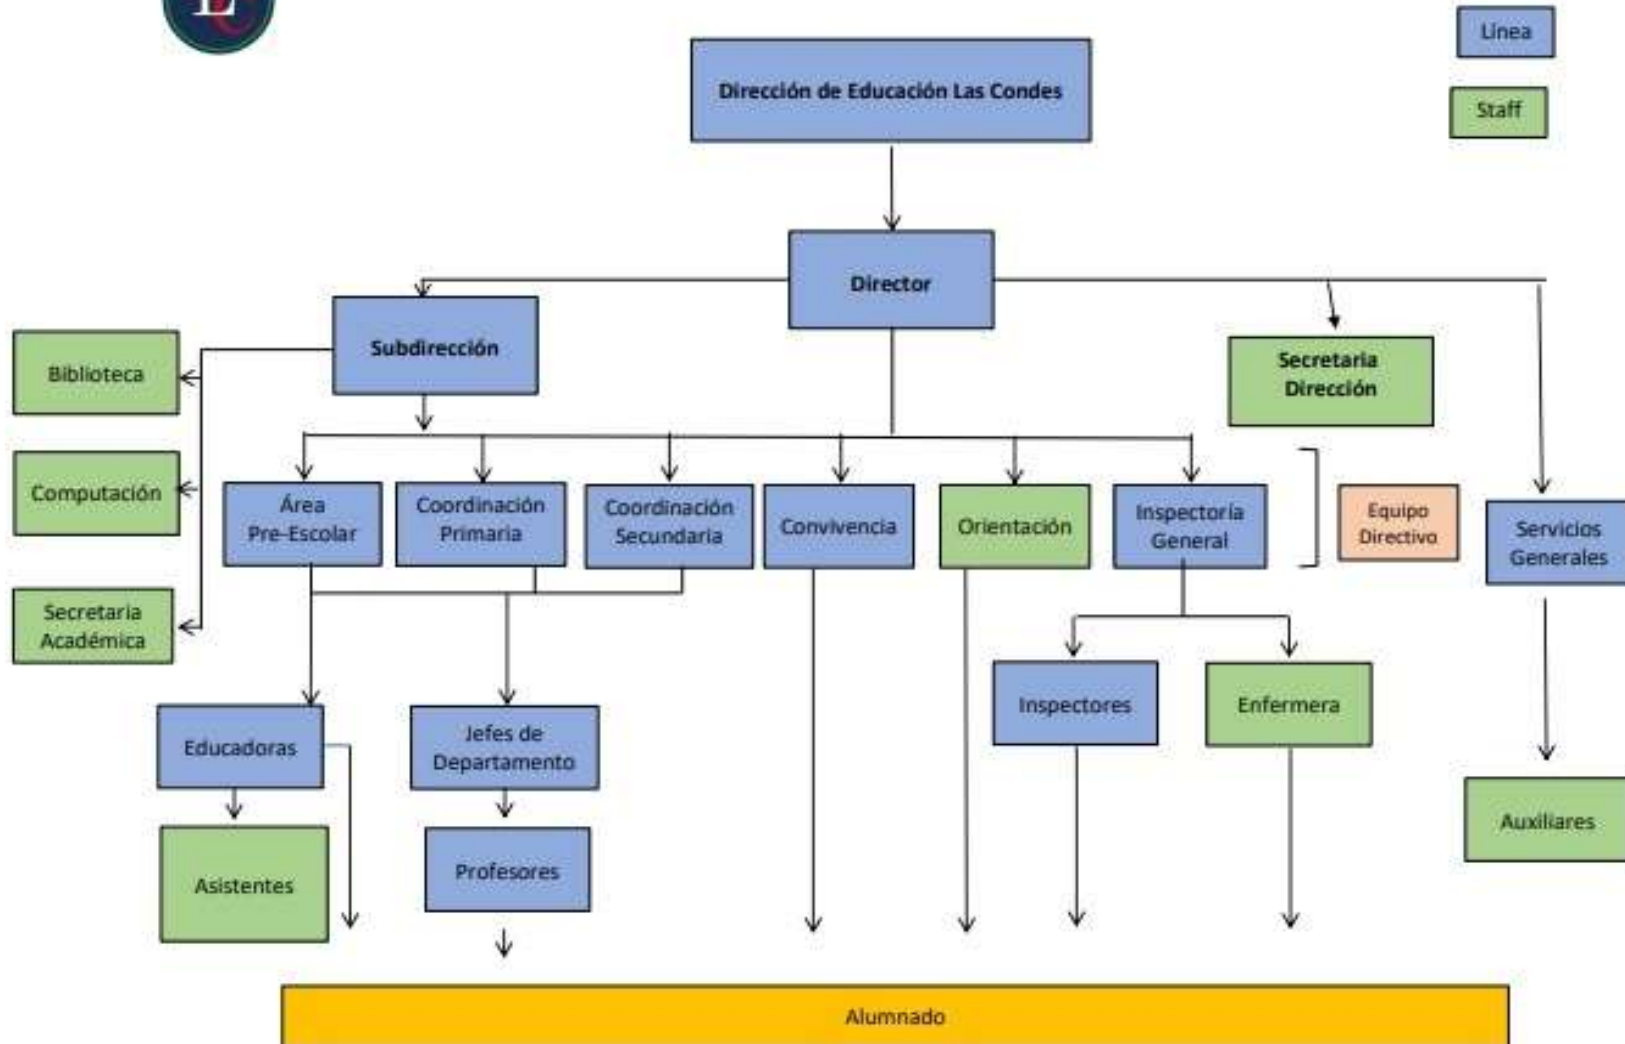 LC
Línea
Staff
Dirección de Educación Las Condes
Director
Subdirección
Secretaria
Dirección
Biblioteca
Computación
Secretaria
Académica
Área
Pre-Escolar
Coordinación
Primaria
Coordinación
Secundaria
Convivencia
Orientación
Inspectoría
General
Equipo
Directivo
Servicios
Generales
Educadoras
Jefes de
Departamento
Inspectores
Enfermera
Asistentes
Profesores
Auxiliares
Alumnado